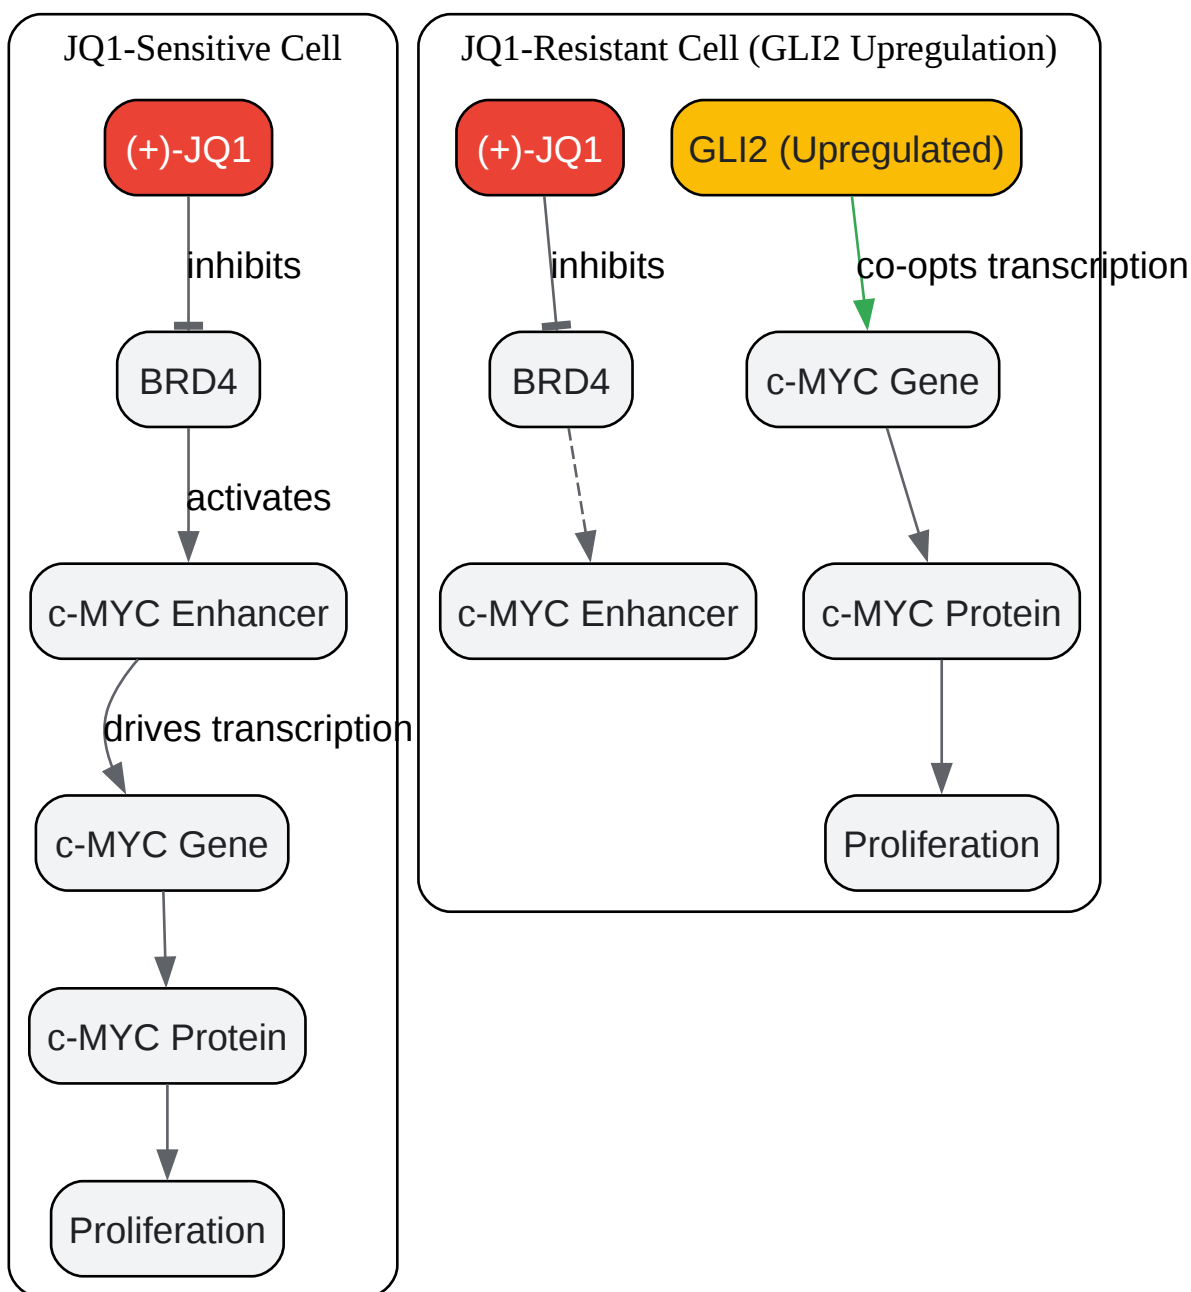 JQ1-Sensitive Cell
(+)-JQ1
inhibits
BRD4
activates
c-MYC Enhancer
drives transcription
c-MYC Gene
c-MYC Protein
Proliferation
JQ1-Resistant Cell (GLI2 Upregulation)
(+)-JQ1
GLI2 (Upregulated)
inhibits
co-opts transcription
BRD4
c-MYC Gene
c-MYC Enhancer
c-MYC Protein
Proliferation